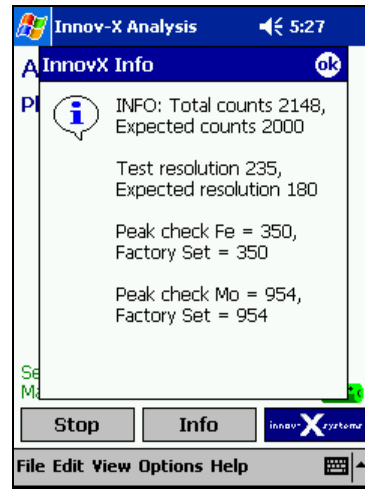 Innov-X Analysis 5:27
InnovX Info ok
INFO: Total counts 2148,
Expected counts 2000
Test resolution 235,
Expected resolution 180
Peak check Fe = 350,
Factory Set = 350
Peak check Mo = 954,
Factory Set = 954
Stop Info innov-X systems
File Edit View Options Help